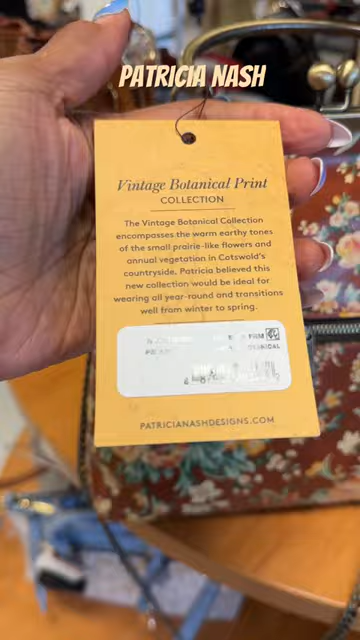 PATRICIA NASH
Vintage Botanical Print
COLLECTION
The Vintage Botanical Collection
encompasses the warm earthy tones
of the small prairie-like flowers and
annual vegetation in Cotswold's
countryside. Patricia believed this
new collection would be ideal for
wearing all year-round and transitions
well from winter to spring.
PATRICIANASHDESIGNS.COM